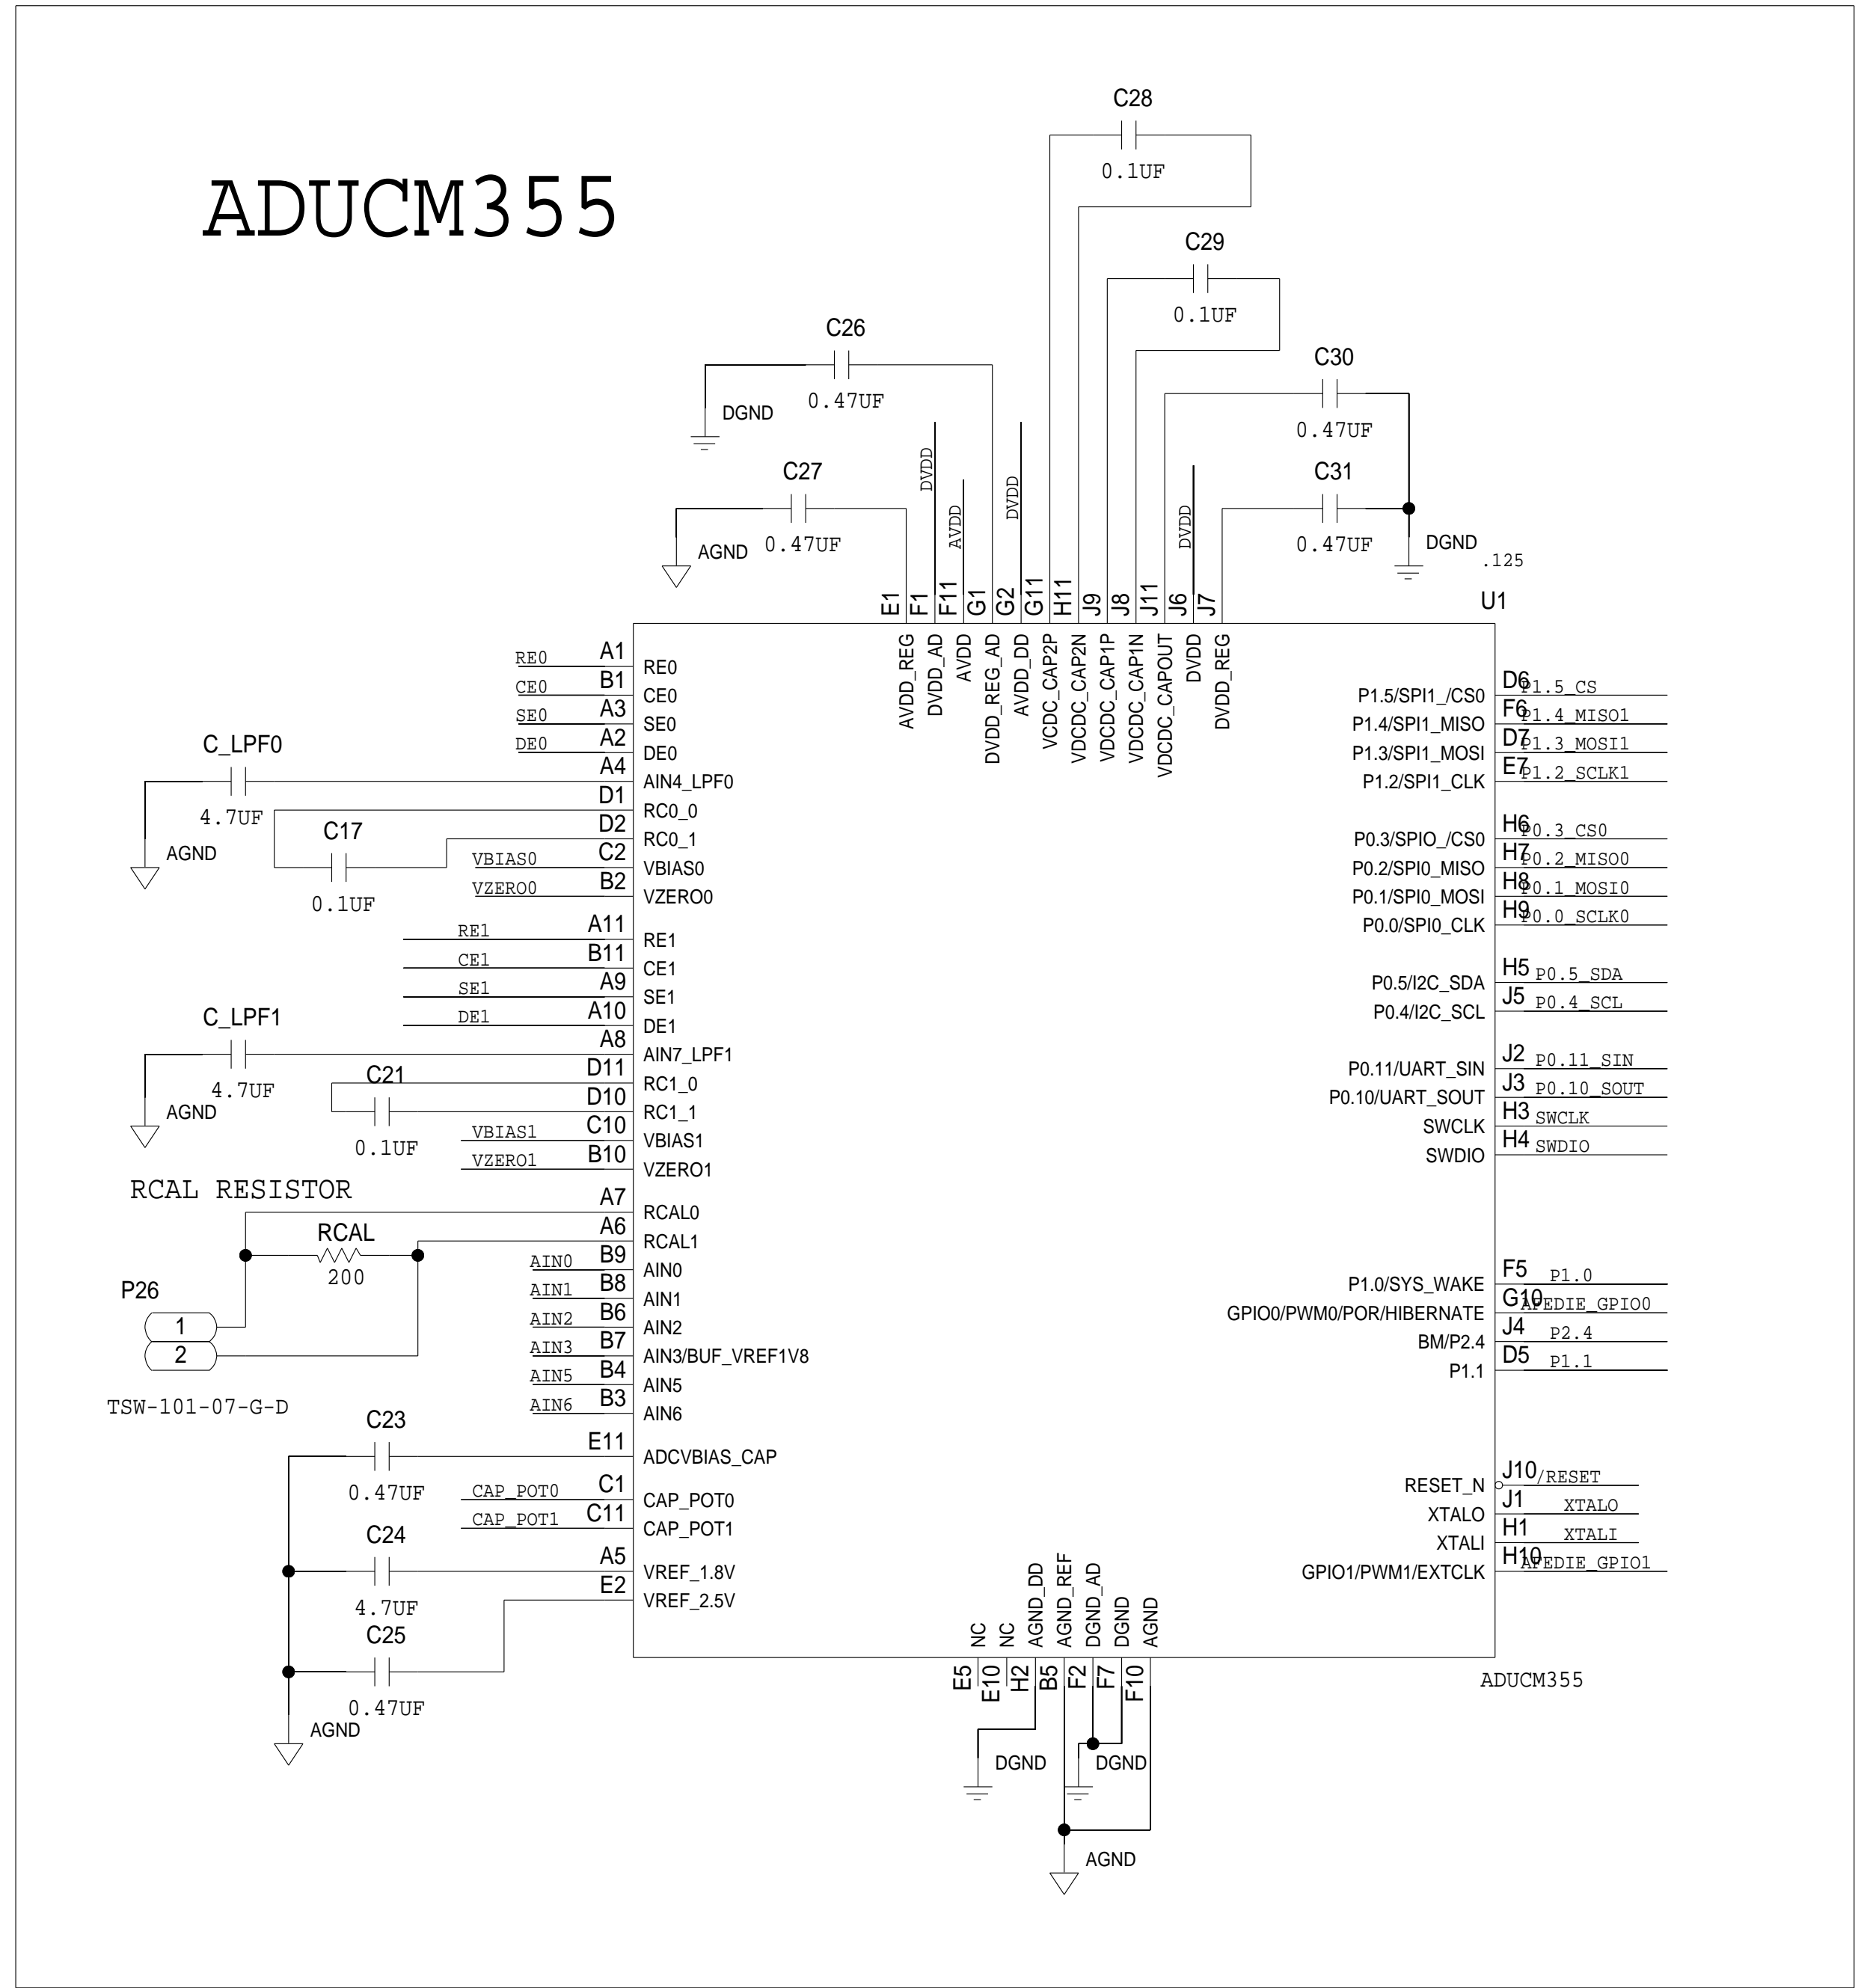 ADUCM355
C28
0.1UF
C29
0.1UF
C26
0.47UF
DGND
C30
0.47UF
C27
0.47UF
AGND
C31
0.47UF
DGND
.125
DVDD
AVDD
DVDD
DVDD
U1
E1 AVDD_REG
F1 DVDD_AD
F11 AVDD
G1 DVDD_REG_AD
G2 AVDD_DD
G11 VCDC_CAP2P
H11 VDCDC_CAP2N
J9 VDCDC_CAP1P
J8 VDCDC_CAP1N
J11 VDCDC_CAPOUT
J6 DVDD
J7 DVDD_REG
RE0 A1 RE0
CE0 B1 CE0
SE0 A3 SE0
DE0 A2 DE0
C_LPF0
4.7UF
AGND
A4 AIN4_LPF0
D1 RC0_0
D2 RC0_1
C17
0.1UF
VBIAS0 C2 VBIAS0
VZERO0 B2 VZERO0
RE1 A11 RE1
CE1 B11 CE1
SE1 A9 SE1
DE1 A10 DE1
C_LPF1
4.7UF
AGND
A8 AIN7_LPF1
D11 RC1_0
D10 RC1_1
C21
0.1UF
VBIAS1 C10 VBIAS1
VZERO1 B10 VZERO1
RCAL RESISTOR
A7 RCAL0
A6 RCAL1
RCAL
200
P26
1
2
TSW-101-07-G-D
AIN0 B9 AIN0
AIN1 B8 AIN1
AIN2 B6 AIN2
AIN3 B7 AIN3/BUF_VREF1V8
AIN5 B4 AIN5
AIN6 B3 AIN6
C23
0.47UF
E11 ADCVBIAS_CAP
CAP_POT0 C1 CAP_POT0
CAP_POT1 C11 CAP_POT1
C24
4.7UF
A5 VREF_1.8V
E2 VREF_2.5V
C25
0.47UF
AGND
P1.5/SPI1_/CS0 D6 P1.5_CS
P1.4/SPI1_MISO F6 P1.4_MISO1
P1.3/SPI1_MOSI D7 P1.3_MOSI1
P1.2/SPI1_CLK E7 P1.2_SCLK1
P0.3/SPIO_/CS0 H6 P0.3_CS0
P0.2/SPI0_MISO H7 P0.2_MISO0
P0.1/SPI0_MOSI H8 P0.1_MOSI0
P0.0/SPI0_CLK H9 P0.0_SCLK0
P0.5/I2C_SDA H5 P0.5_SDA
P0.4/I2C_SCL J5 P0.4_SCL
P0.11/UART_SIN J2 P0.11_SIN
P0.10/UART_SOUT J3 P0.10_SOUT
SWCLK H3 SWCLK
SWDIO H4 SWDIO
P1.0/SYS_WAKE F5 P1.0
GPIO0/PWM0/POR/HIBERNATE G10 AFEDIE_GPIO0
BM/P2.4 J4 P2.4
P1.1 D5 P1.1
RESET_N J10 /RESET
XTALO J1 XTALO
XTALI H1 XTALI
GPIO1/PWM1/EXTCLK H10 AFEDIE_GPIO1
NC E5
NC E10
AGND_DD H2
AGND_REF B5
DGND_AD F2
DGND F7
AGND F10
ADUCM355
DGND
DGND
AGND